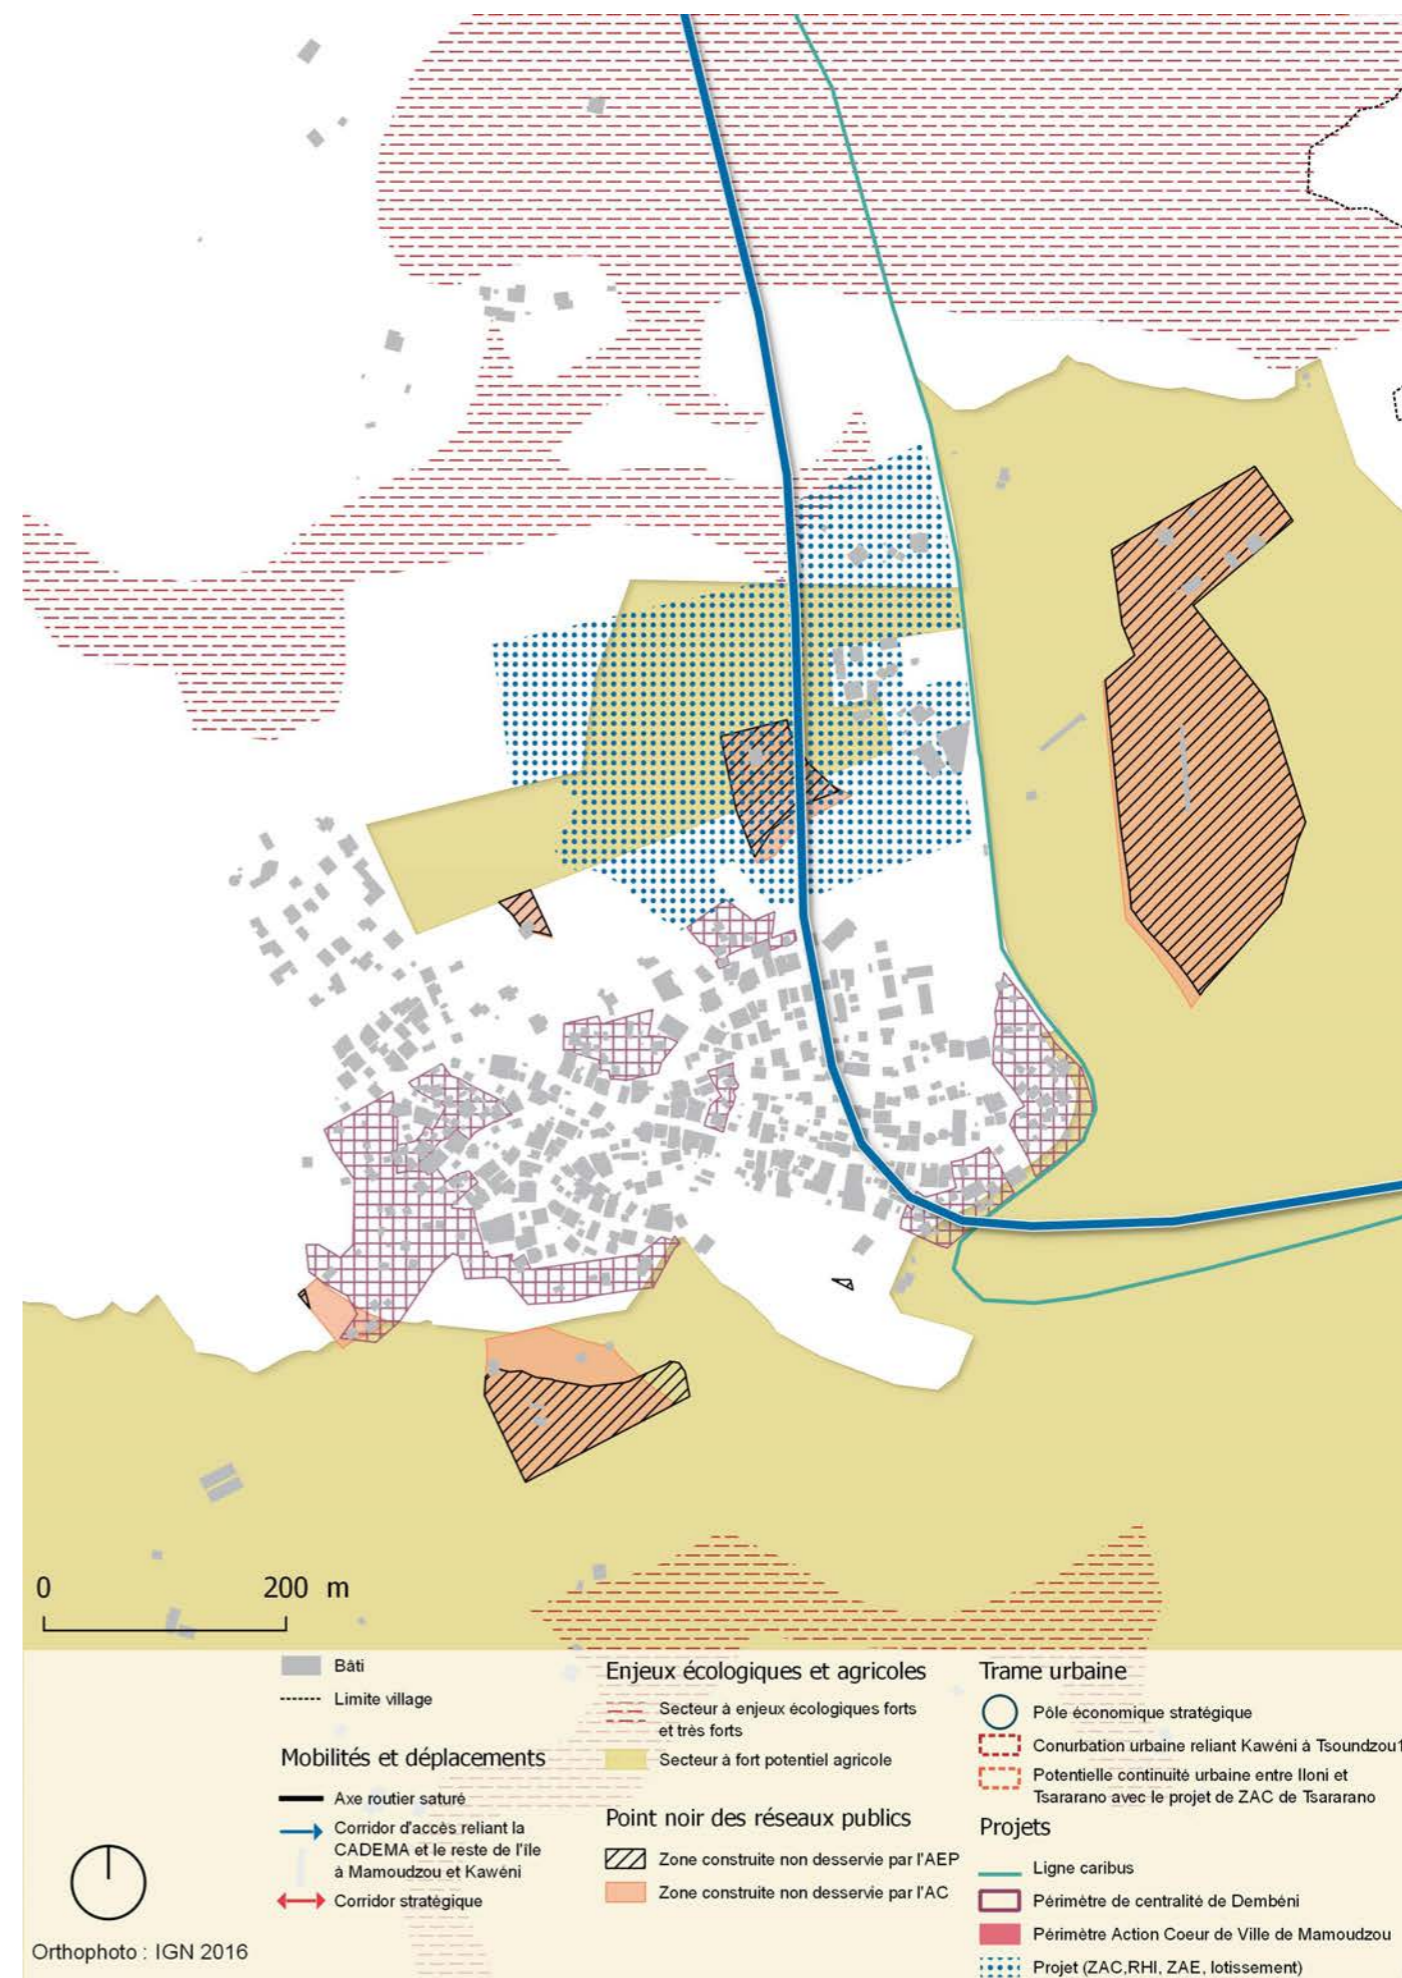 0 200 m
Bâti
Limite village
Mobilités et déplacements
Axe routier saturé
Corridor d'accès reliant la
CADEMA et le reste de l'île
à Mamoudzou et Kawéni
Corridor stratégique
Orthophoto : IGN 2016
Enjeux écologiques et agricoles
Secteur à enjeux écologiques forts
et très forts
Secteur à fort potentiel agricole
Point noir des réseaux publics
Zone construite non desservie par l'AEP
Zone construite non desservie par l'AC
Trame urbaine
Pôle économique stratégique
Conurbation urbaine reliant Kawéni à Tsoundzou1
Potentielle continuité urbaine entre Iloni et
Tsararano avec le projet de ZAC de Tsararano
Projets
Ligne caribus
Périmètre de centralité de Dembéni
Périmètre Action Coeur de Ville de Mamoudzou
Projet (ZAC,RHI, ZAE, lotissement)